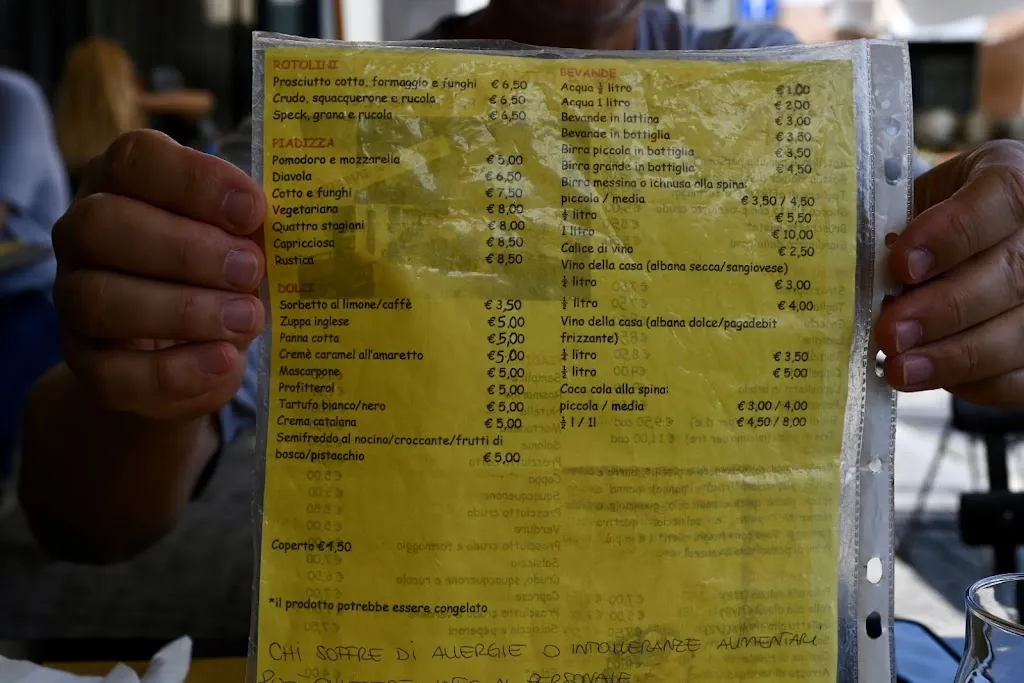 ROTOLINI
Prosciutto cotto, formaggio e funghi € 6,50
Crudo, squacquerone e rucola € 6,50
Speck, grana e rucola € 6,50
PIADIZZA
Pomodoro e mozzarella € 5,00
Diavola € 6,50
Cotto e funghi € 7,50
Vegetariana € 8,00
Quattro stagioni € 8,00
Capricciosa € 8,50
Rustica € 8,50
DOLCI
Sorbetto al limone/caffè € 3,50
Zuppa inglese € 5,00
Panna cotta € 5,00
Cremè caramel all'amaretto € 5,00
Mascarpone € 5,00
Profitterol € 5,00
Tartufo bianco/nero € 5,00
Crema catalana € 5,00
Semifreddo al nocino/croccante/frutti di
bosco/pistacchio € 5,00
Coperto € 1,50
*il prodotto potrebbe essere congelato
BEVANDE
Acqua ½ litro € 1,00
Acqua 1 litro € 2,00
Bevande in lattina € 3,00
Bevande in bottiglia € 3,50
Birra piccola in bottiglia € 3,50
Birra grande in bottiglia € 4,50
Birra messina o ichnusa alla spina:
piccola / media € 3,50 / 4,50
½ litro € 5,50
1 litro € 10,00
Calice di vino € 2,50
Vino della casa (albana secca/sangiovese)
litro € 3,00
litro € 4,00
Vino della casa (albana dolce/pagadebit
frizzante)
litro € 3,50
litro € 5,00
Coca cola alla spina:
piccola / media € 3,00 / 4,00
½ l / 1l € 4,50 / 8,00
CHI SOFFRE DI ALLERGIE O INTOLLERANZE ALIMENTARI
INFO AL PERSONALE